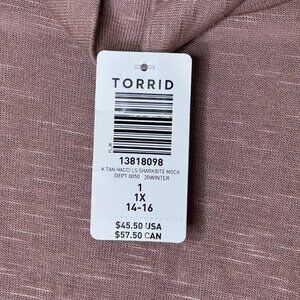 TORRID
13818098
K TAN HACCI LS SHARKBITE MOCK
DEPT 0050 20WINTER
1
1X
14-16
$45.50 USA
$57.50 CAN